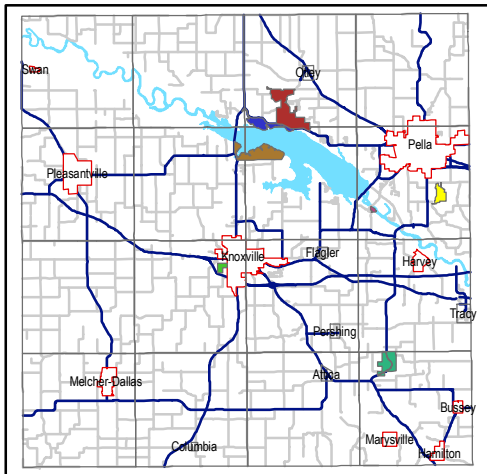 Swan
Otley
Pella
Pleasantville
Knoxville
Flagler
Harvey
Tracy
Pershing
Attica
Melcher-Dallas
Bussey
Columbia
Marysville
Hamilton